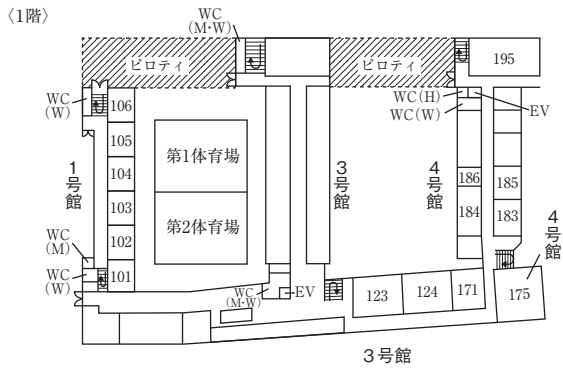 〈1階〉
WC
(M・W)
ピロティ
ピロティ
195
WC
(W)
106
WC(H)
EV
WC(W)
105
第1体育場
104
186
185
1号館
3号館
4号館
103
184
183
第2体育場
102
4号館
WC
(M)
WC
(W)
101
WC
(M・W)
EV
123
124
171
175
3号館